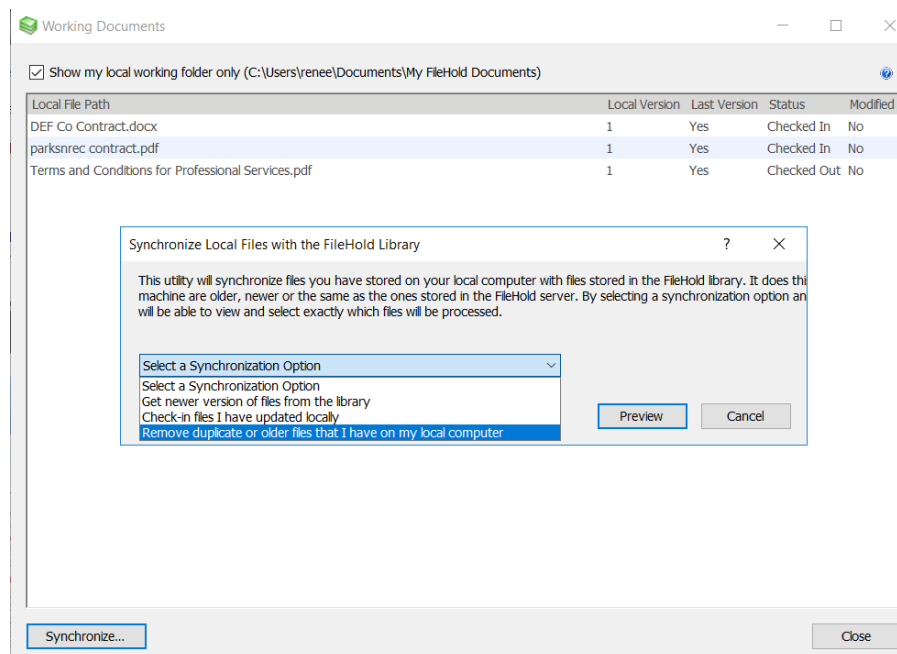 Working Documents
Show my local working folder only (C:\Users\renee\Documents\My FileHold Documents)
Local File Path Local Version Last Version Status Modified
DEF Co Contract.docx 1 Yes Checked In No
parksnrec contract.pdf 1 Yes Checked In No
Terms and Conditions for Professional Services.pdf 1 Yes Checked Out No
Synchronize Local Files with the FileHold Library ?
This utility will synchronize files you have stored on your local computer with files stored in the FileHold library. It does thi
machine are older, newer or the same as the ones stored in the FileHold server. By selecting a synchronization option an
will be able to view and select exactly which files will be processed.
Select a Synchronization Option
Select a Synchronization Option
Get newer version of files from the library
Check-in files I have updated locally
Remove duplicate or older files that I have on my local computer
Preview Cancel
Synchronize... Close